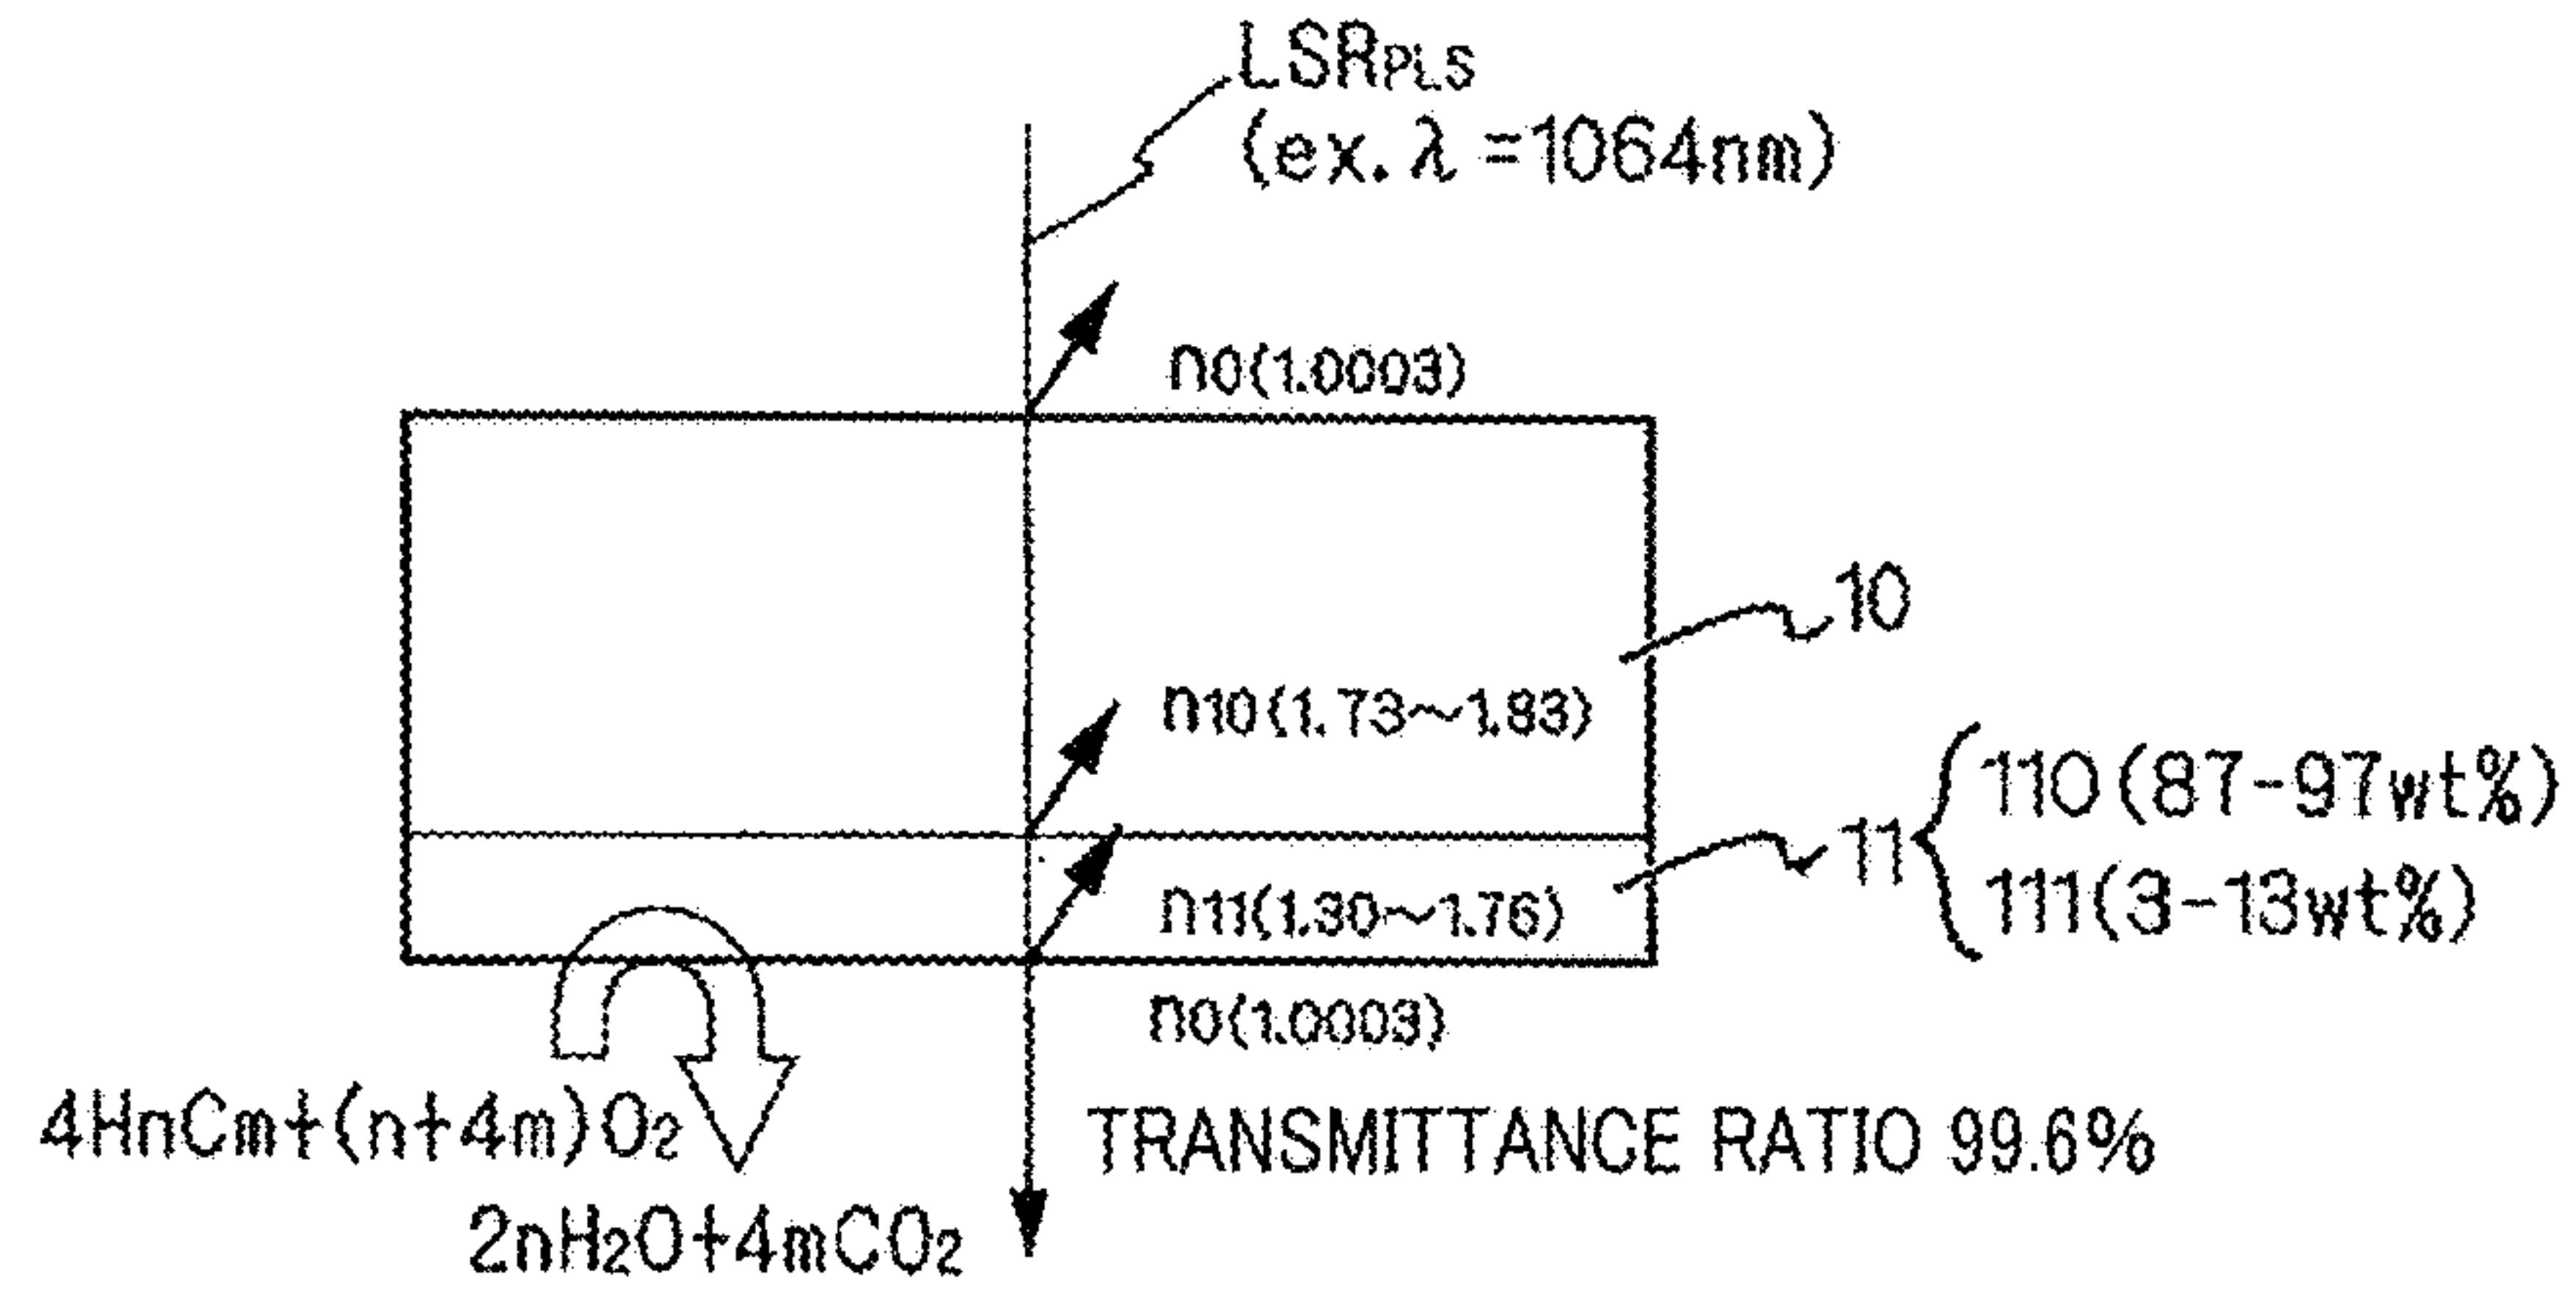 LSRPLS
(ex. λ =1064nm)
n0(1.0003)
10
n10(1.73~1.83)
110(87-97wt%)
11
111(3-13wt%)
n11(1.30~1.76)
n0(1.0003)
4HnCm+(n+4m)O2
TRANSMITTANCE RATIO 99.6%
2nH2O+4mCO2